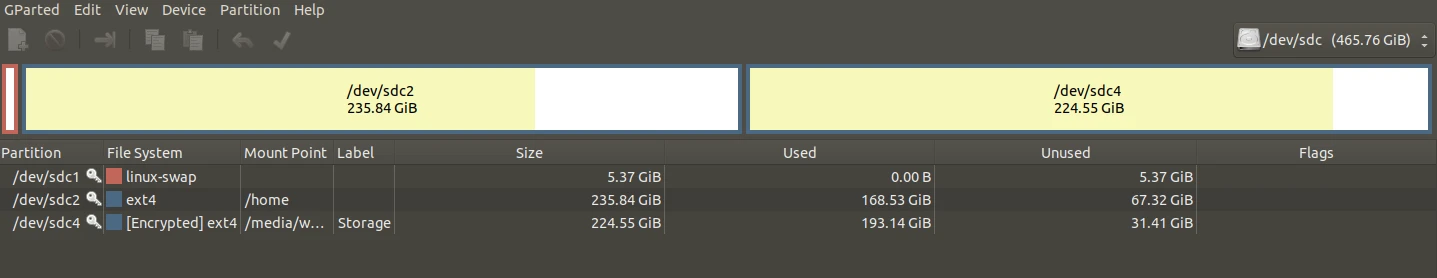 GParted Edit View Device Partition Help
/dev/sdc (465.76 GiB)
/dev/sdc2
235.84 GiB
/dev/sdc4
224.55 GiB
Partition File System Mount Point Label Size Used Unused Flags
/dev/sdc1 linux-swap 5.37 GiB 0.00 B 5.37 GiB
/dev/sdc2 ext4 /home 235.84 GiB 168.53 GiB 67.32 GiB
/dev/sdc4 [Encrypted] ext4 /media/w... Storage 224.55 GiB 193.14 GiB 31.41 GiB